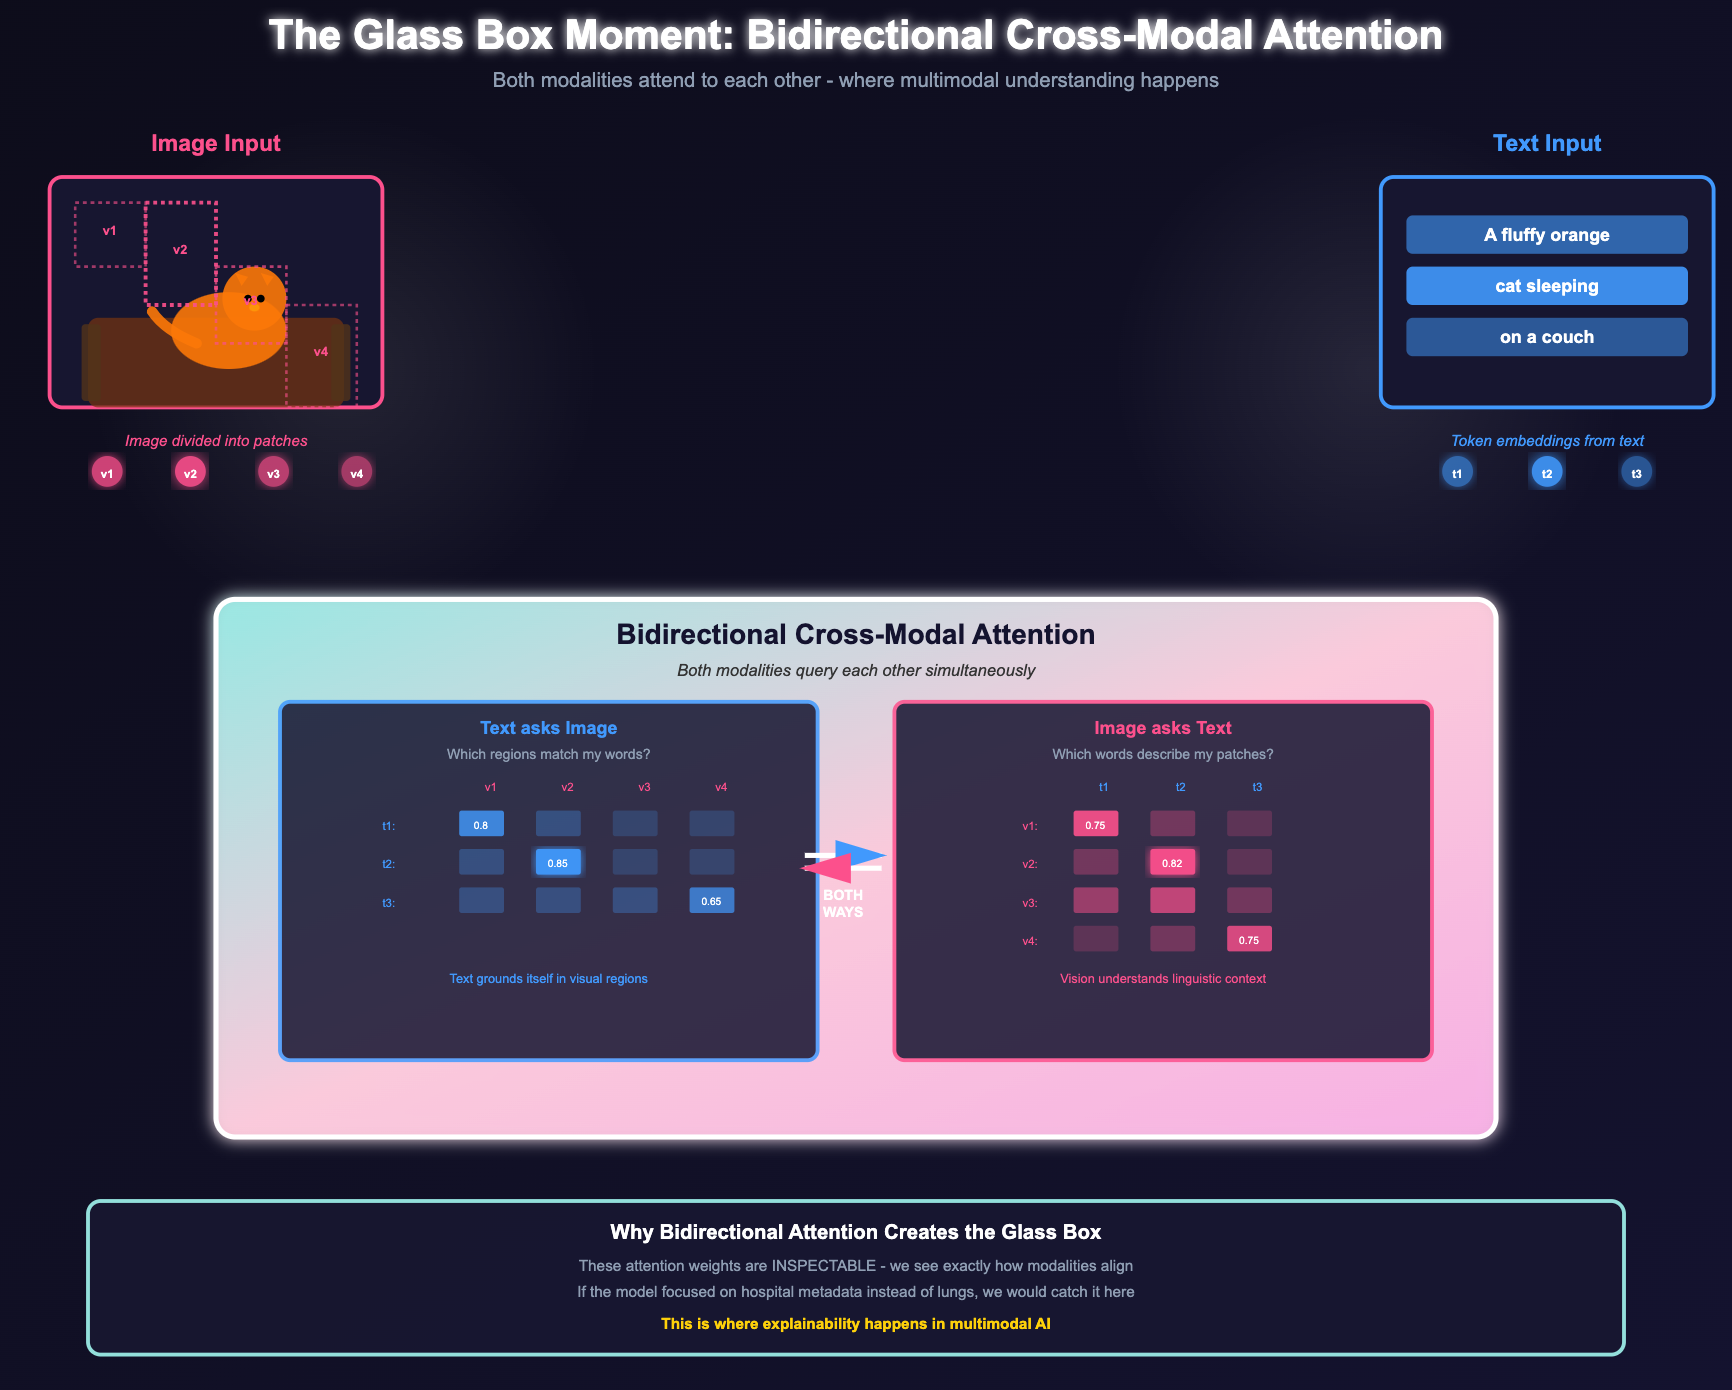 The Glass Box Moment: Bidirectional Cross-Modal Attention
Both modalities attend to each other - where multimodal understanding happens
Image Input
v1
v2
v4
Image divided into patches
v1 v2 v3 v4
Text Input
A fluffy orange
cat sleeping
on a couch
Token embeddings from text
t1 t2 t3
Bidirectional Cross-Modal Attention
Both modalities query each other simultaneously
Text asks Image
Which regions match my words?
v1 v2 v3 v4
t1: 0.8
t2: 0.85
t3: 0.65
Text grounds itself in visual regions
BOTH
WAYS
Image asks Text
Which words describe my patches?
t1 t2 t3
v1: 0.75
v2: 0.82
v3:
v4: 0.75
Vision understands linguistic context
Why Bidirectional Attention Creates the Glass Box
These attention weights are INSPECTABLE - we see exactly how modalities align
If the model focused on hospital metadata instead of lungs, we would catch it here
This is where explainability happens in multimodal AI